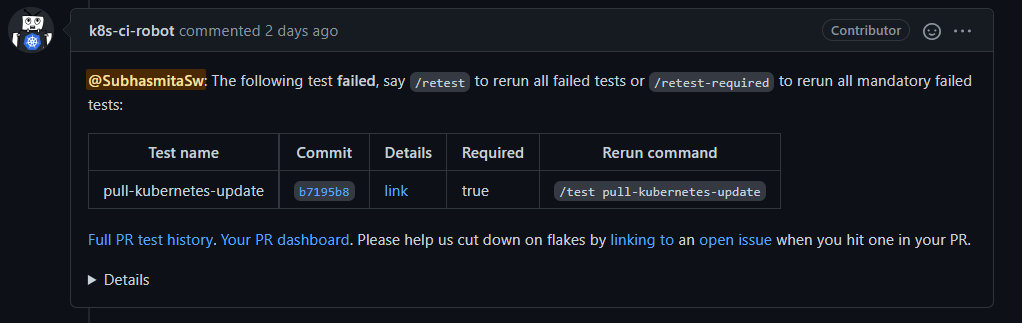 k8s-ci-robot commented 2 days ago Contributor
@SubhasmitaSw: The following test failed, say /retest to rerun all failed tests or /retest-required to rerun all mandatory failed
tests:
Test name Commit Details Required Rerun command
pull-kubernetes-update b7195b8 link true /test pull-kubernetes-update
Full PR test history. Your PR dashboard. Please help us cut down on flakes by linking to an open issue when you hit one in your PR.
Details